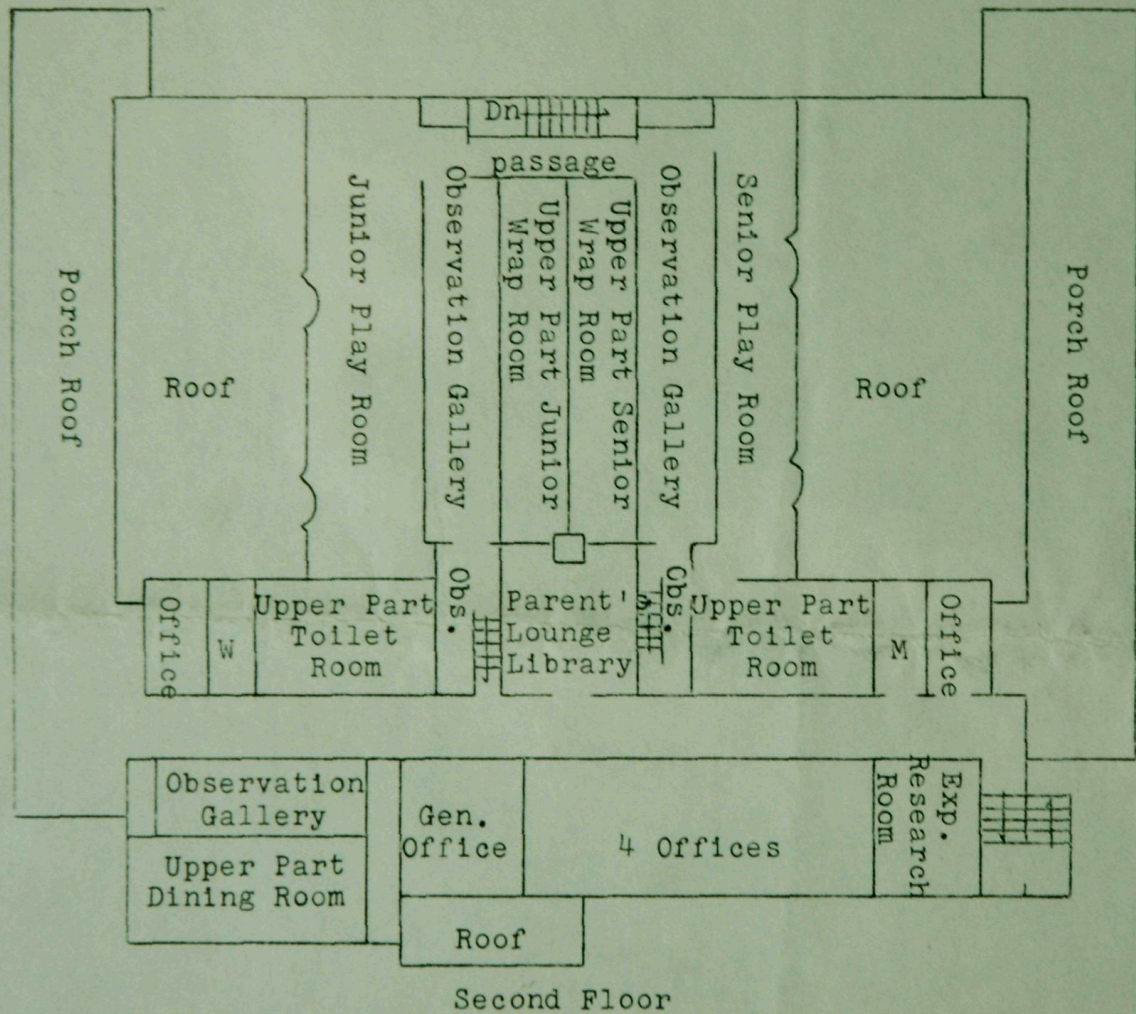 Dn
passage
Porch Roof
Roof
Junior Play Room
Observation Gallery
Upper Part Junior
Wrap Room
Upper Part Senior
Wrap Room
Observation Gallery
Senior Play Room
Roof
Porch Roof
Office
W
Upper Part
Toilet
Room
Obs.
Parent's
Lounge
Library
Obs.
Upper Part
Toilet
Room
M
Office
Observation
Gallery
Upper Part
Dining Room
Gen.
Office
4 Offices
Exp.
Research
Room
Roof
Second Floor